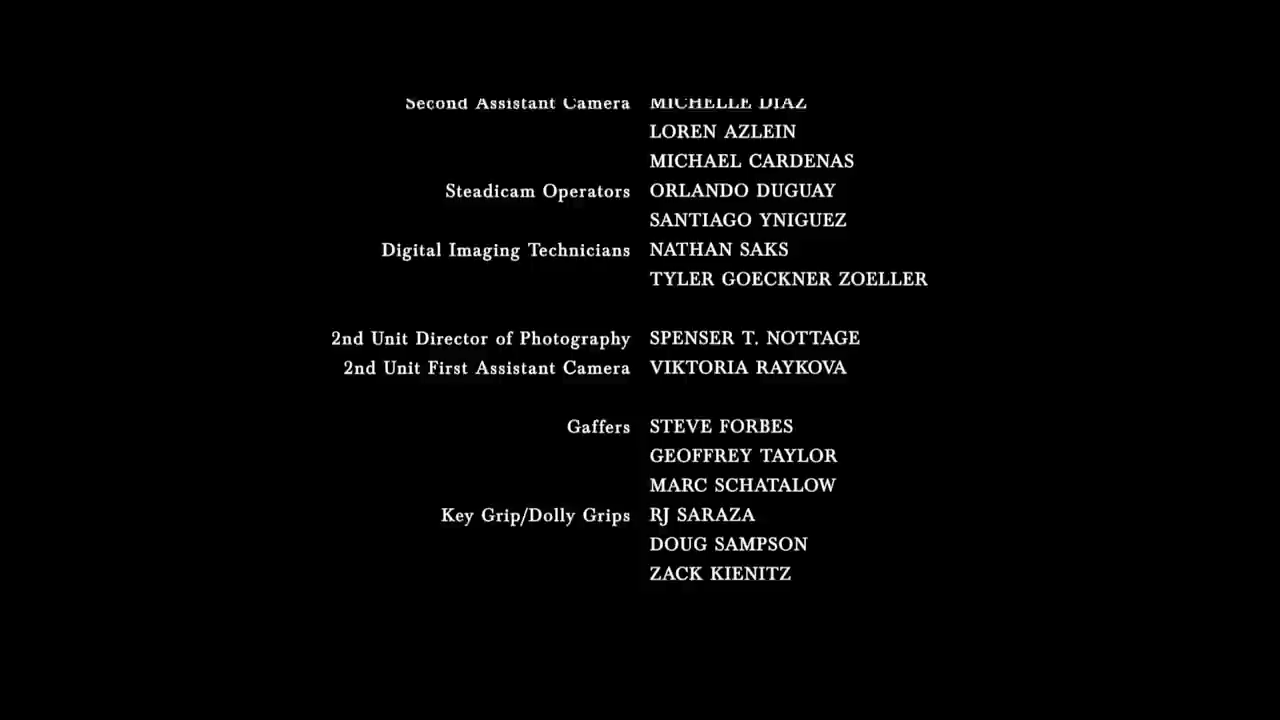 Second Assistant Camera MICHELLE DIAZ
LOREN AZLEIN
MICHAEL CARDENAS
Steadicam Operators ORLANDO DUGUAY
SANTIAGO YNIGUEZ
Digital Imaging Technicians NATHAN SAKS
TYLER GOECKNER ZOELLER
2nd Unit Director of Photography SPENSER T. NOTTAGE
2nd Unit First Assistant Camera VIKTORIA RAYKOVA
Gaffers STEVE FORBES
GEOFFREY TAYLOR
MARC SCHATALOW
Key Grip/Dolly Grips RJ SARAZA
DOUG SAMPSON
ZACK KIENITZ